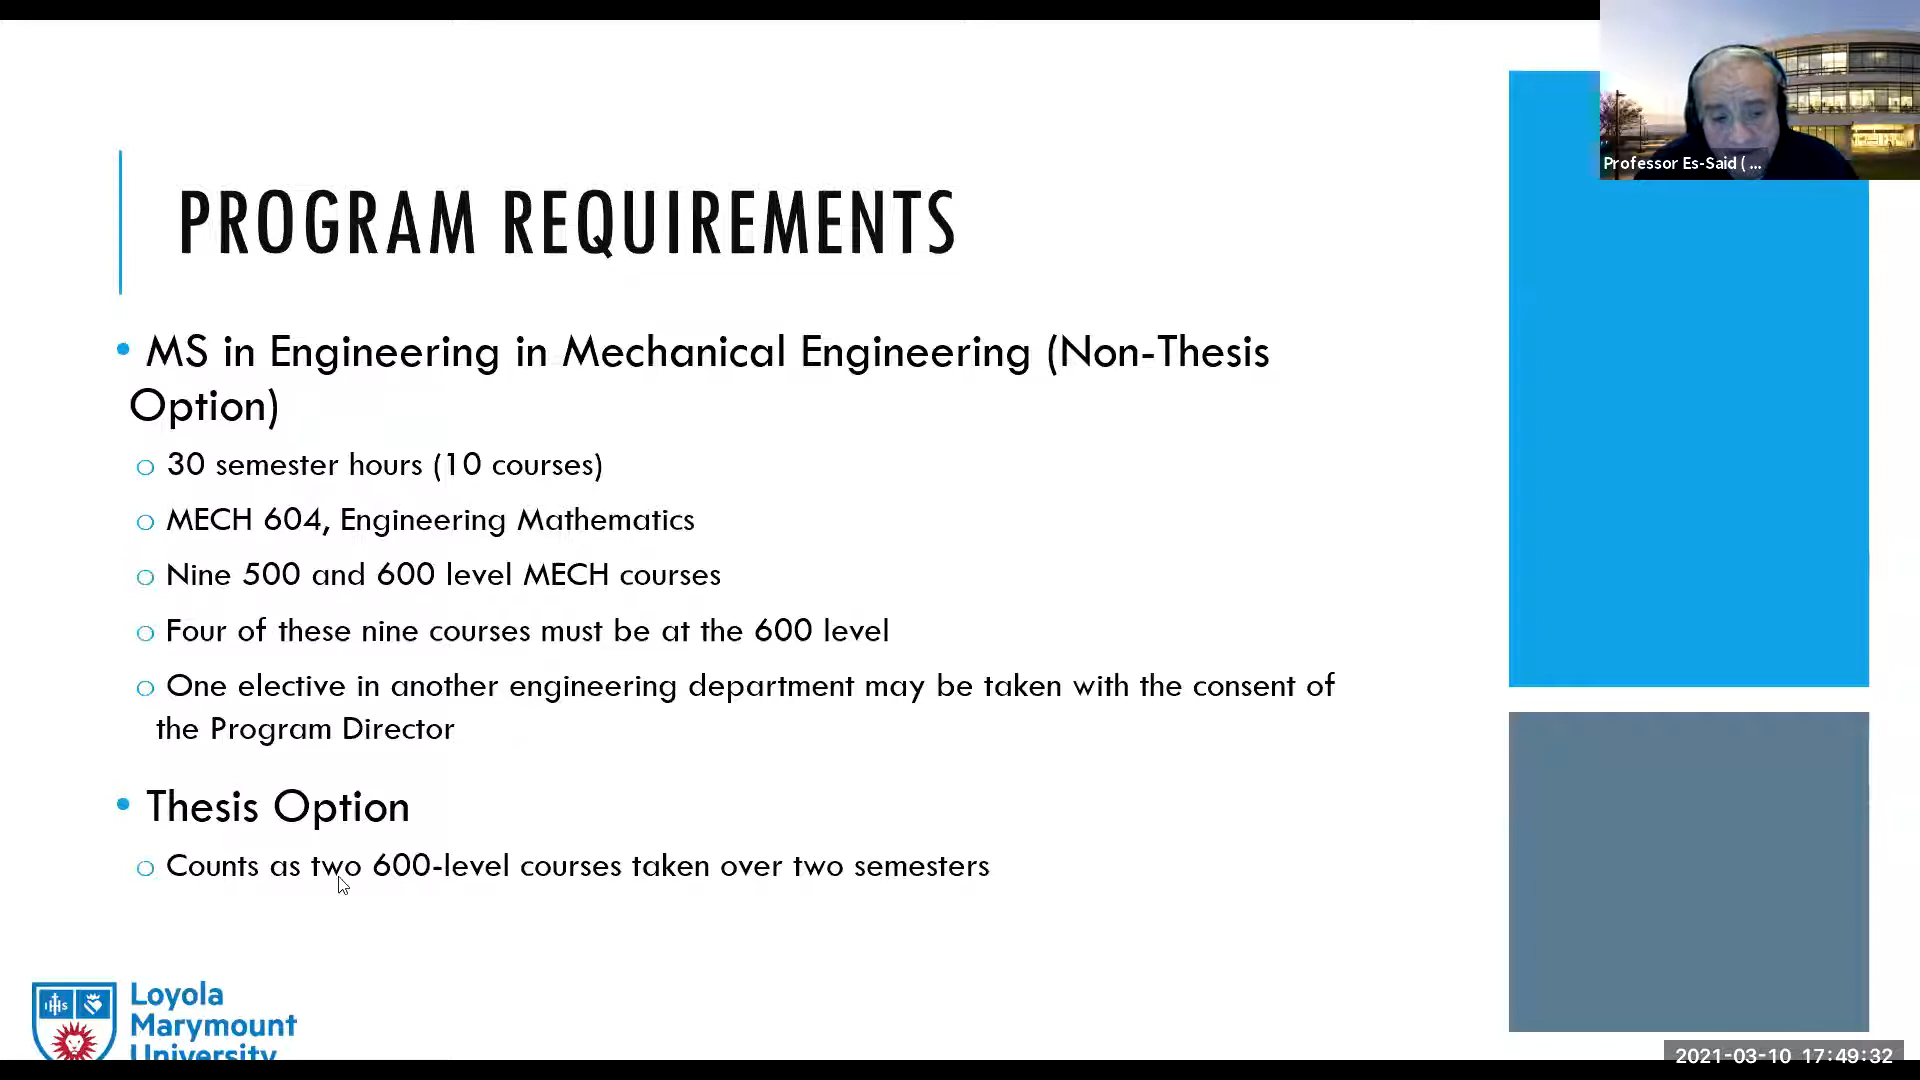 Professor Es-Said ( ...
PROGRAM REQUIREMENTS
• MS in Engineering in Mechanical Engineering (Non-Thesis
Option)
o 30 semester hours (10 courses)
o MECH 604, Engineering Mathematics
o Nine 500 and 600 level MECH courses
o Four of these nine courses must be at the 600 level
o One elective in another engineering department may be taken with the consent of
the Program Director
• Thesis Option
o Counts as two 600-level courses taken over two semesters
IHS
Loyola
Marymount
University
2021-03-10 17:49:32